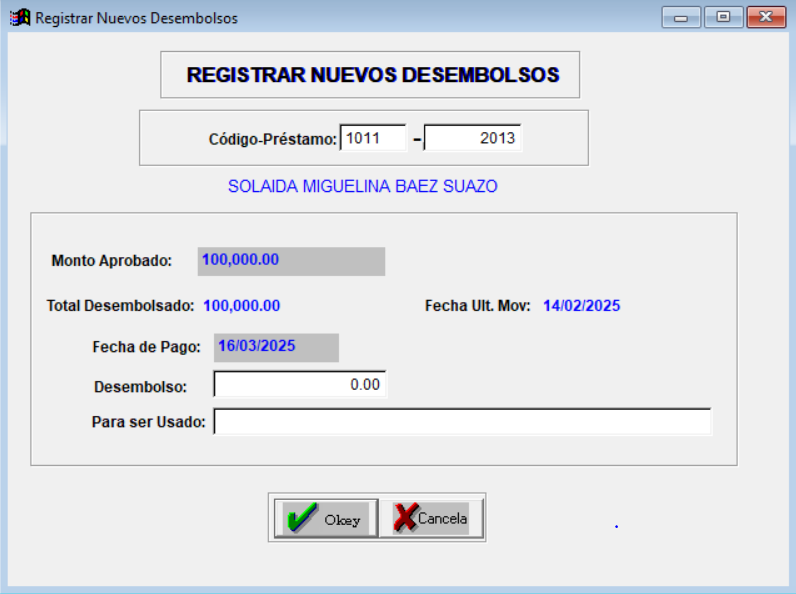 Registrar Nuevos Desembolsos
REGISTRAR NUEVOS DESEMBOLSOS
Código-Préstamo: 1011 - 2013
SOLAIDA MIGUELINA BAEZ SUAZO
Monto Aprobado: 100,000.00
Total Desembolsado: 100,000.00 Fecha Ult. Mov: 14/02/2025
Fecha de Pago: 16/03/2025
Desembolso: 0.00
Para ser Usado:
Okey Cancela